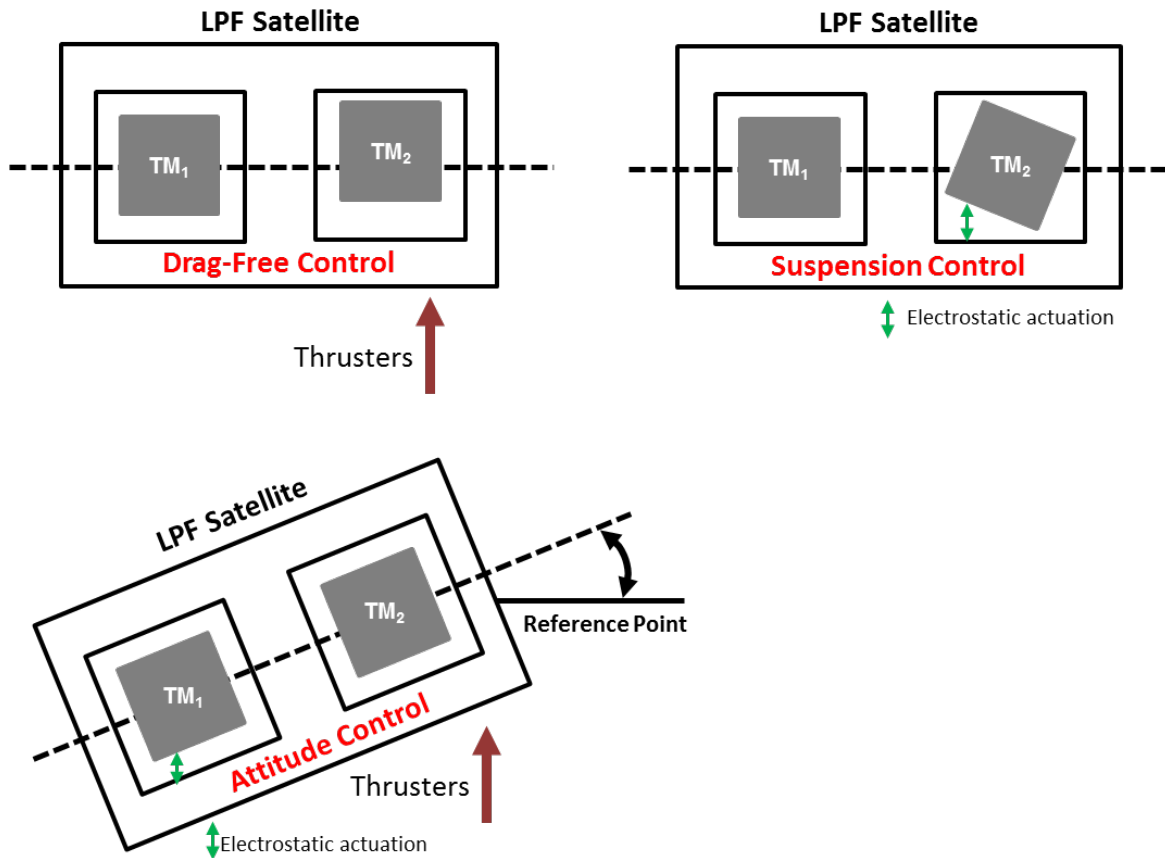 LPF Satellite
TM₁
TM₂
Drag-Free Control
Thrusters
LPF Satellite
TM₁
TM₂
Suspension Control
Electrostatic actuation
LPF Satellite
TM₂
TM₁
Reference Point
Attitude Control
Thrusters
Electrostatic actuation